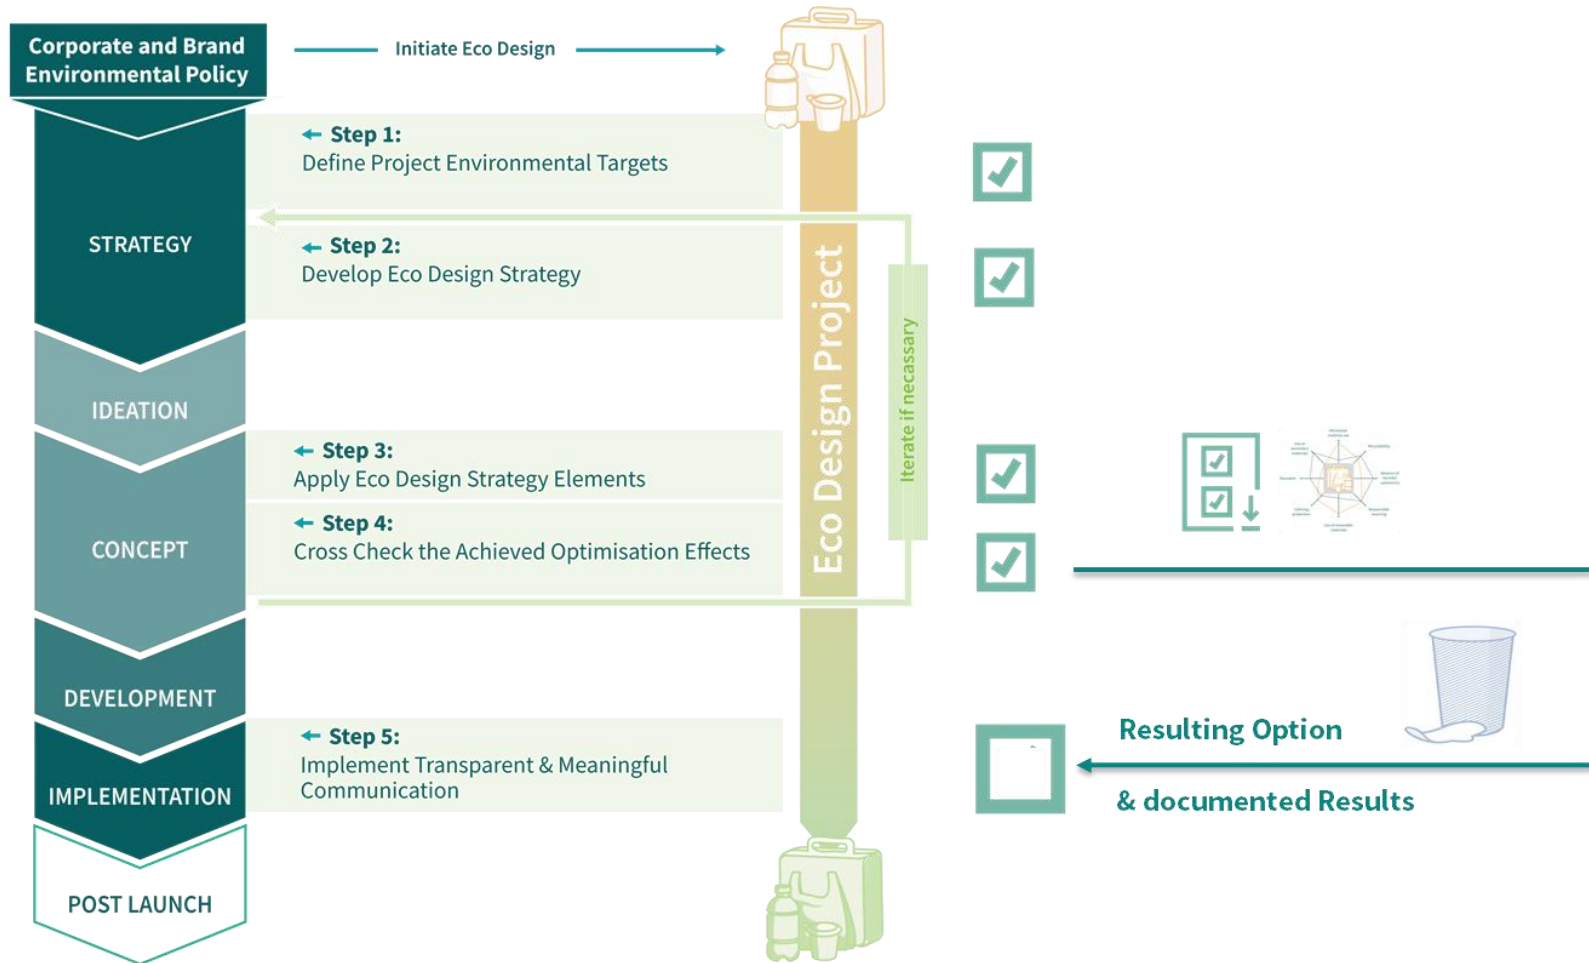 Corporate and Brand
Environmental Policy
Initiate Eco Design
Step 1:
Define Project Environmental Targets
STRATEGY
Step 2:
Develop Eco Design Strategy
IDEATION
Step 3:
Apply Eco Design Strategy Elements
CONCEPT
Step 4:
Cross Check the Achieved Optimisation Effects
DEVELOPMENT
Step 5:
Implement Transparent & Meaningful
Communication
IMPLEMENTATION
POST LAUNCH
Eco Design Project
Iterate if necassary
Recyclability
Resulting Option
& documented Results